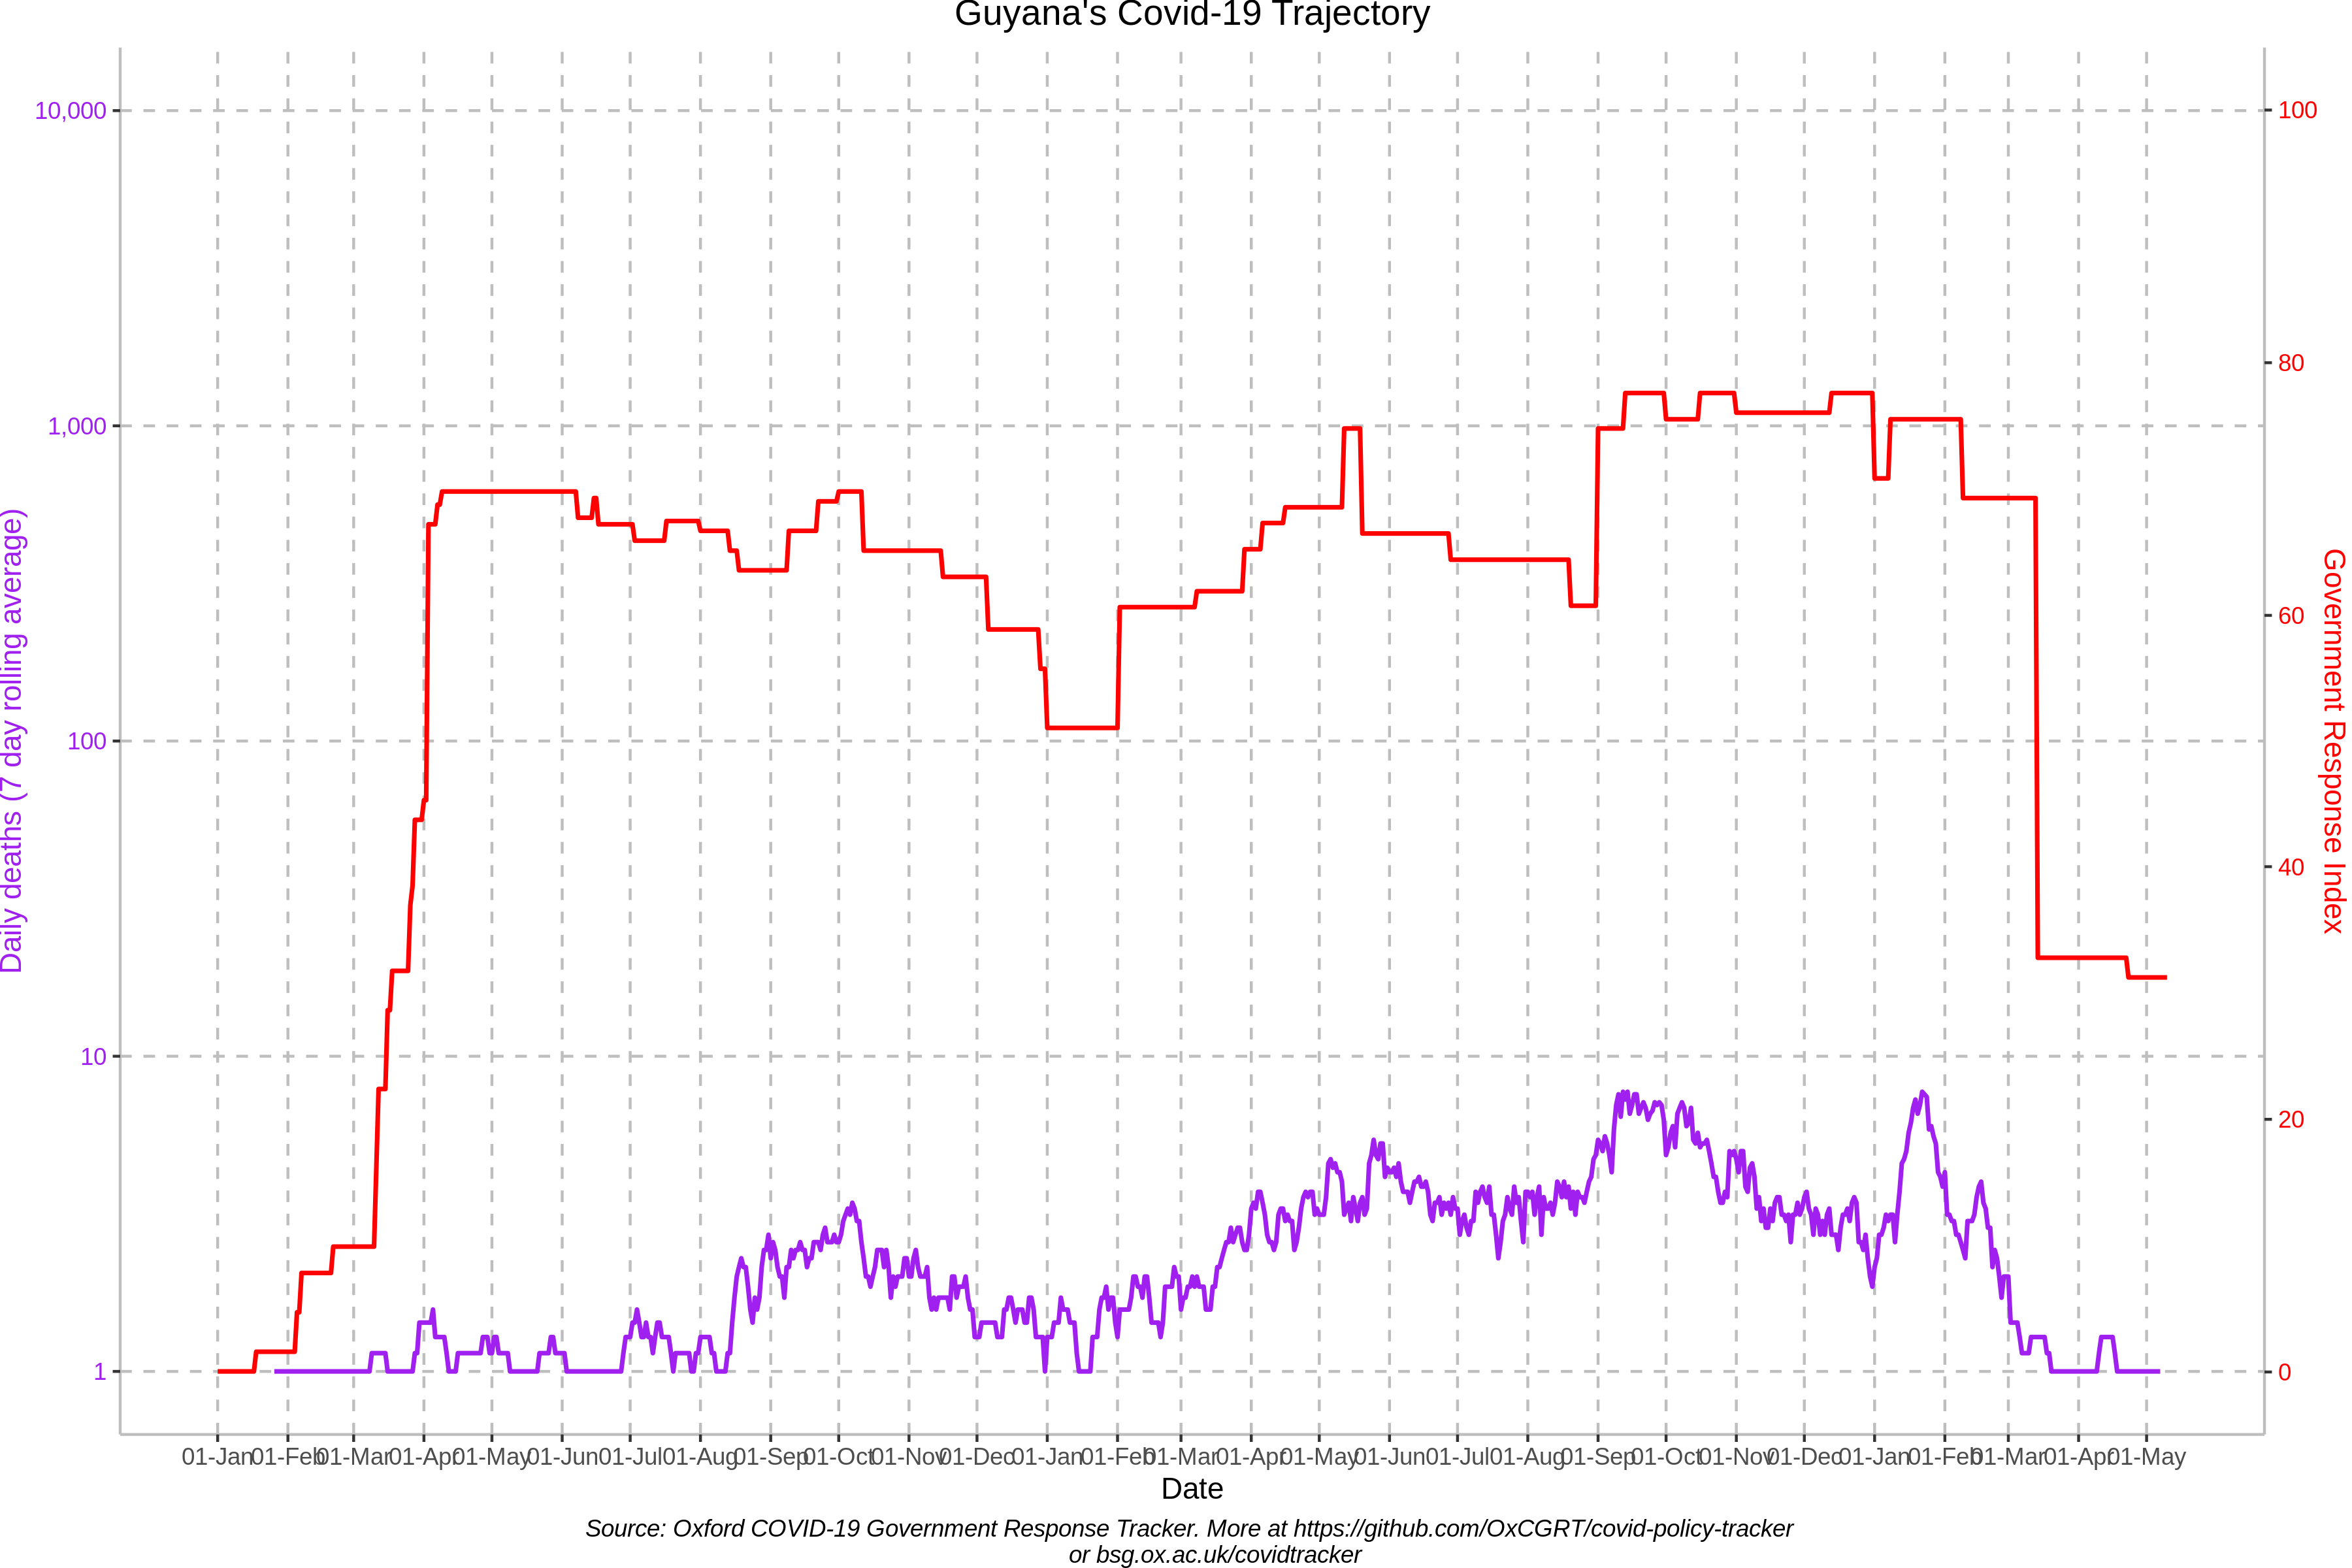 Guyana's Covid-19 Trajectory
Daily deaths (7 day rolling average)
10,000
1,000
100
10
1
100
80
60
40
20
0
Government Response Index
01-Jan 01-Feb 01-Mar 01-Apr 01-May 01-Jun 01-Jul 01-Aug 01-Sep 01-Oct 01-Nov 01-Dec 01-Jan 01-Feb 01-Mar 01-Apr 01-May 01-Jun 01-Jul 01-Aug 01-Sep 01-Oct 01-Nov 01-Dec 01-Jan 01-Feb 01-Mar 01-Apr 01-May
Date
Source: Oxford COVID-19 Government Response Tracker. More at https://github.com/OxCGRT/covid-policy-tracker
or bsg.ox.ac.uk/covidtracker